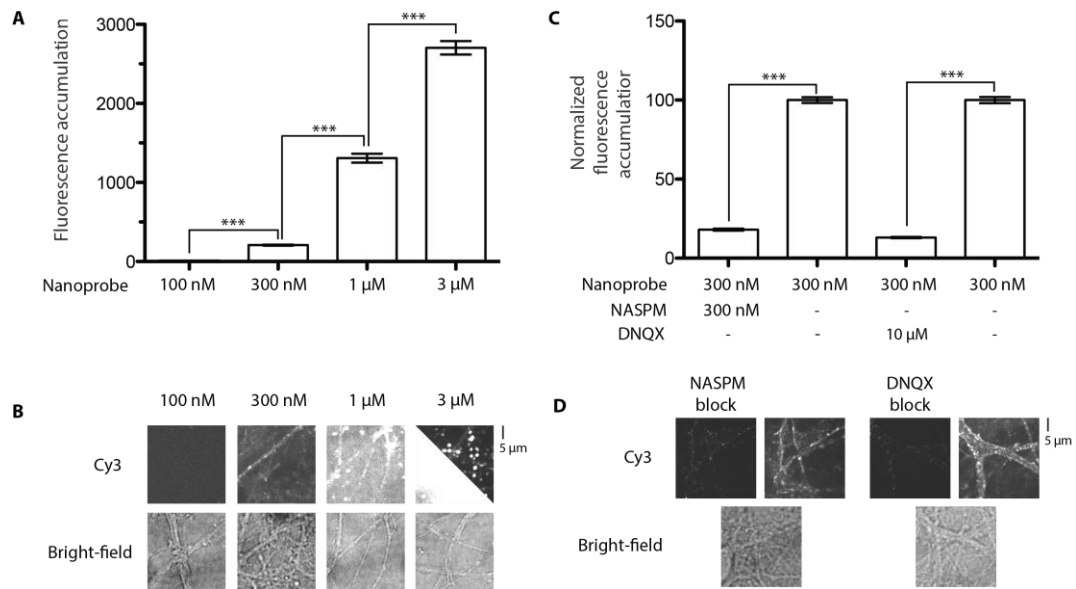 A
Fluorescence accumulation
3000
2000
1000
0
***
***
***
Nanoprobe 100 nM 300 nM 1 µM 3 µM
C
Normalized
fluorescence
accumulatior
150
100
50
0
*** ***
Nanoprobe 300 nM 300 nM 300 nM 300 nM
NASPM 300 nM - - -
DNQX - - 10 µM -
B
100 nM 300 nM 1 µM 3 µM
Cy3
5 µm
Bright-field
D
NASPM block
DNQX block
Cy3
5 µm
Bright-field